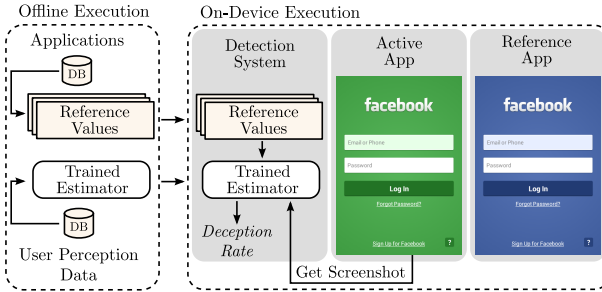 Offline Execution
On-Device Execution
Applications
DB
Reference
Values
Trained
Estimator
DB
User Perception
Data
Detection
System
Reference
Values
Trained
Estimator
Deception
Rate
Get Screenshot
Active
App
facebook
Email or Phone
Password
Log In
Forgot Password?
Sign Up for Facebook
?
Reference
App
facebook
Email or Phone
Password
Log In
Forgot Password?
Sign Up for Facebook
?